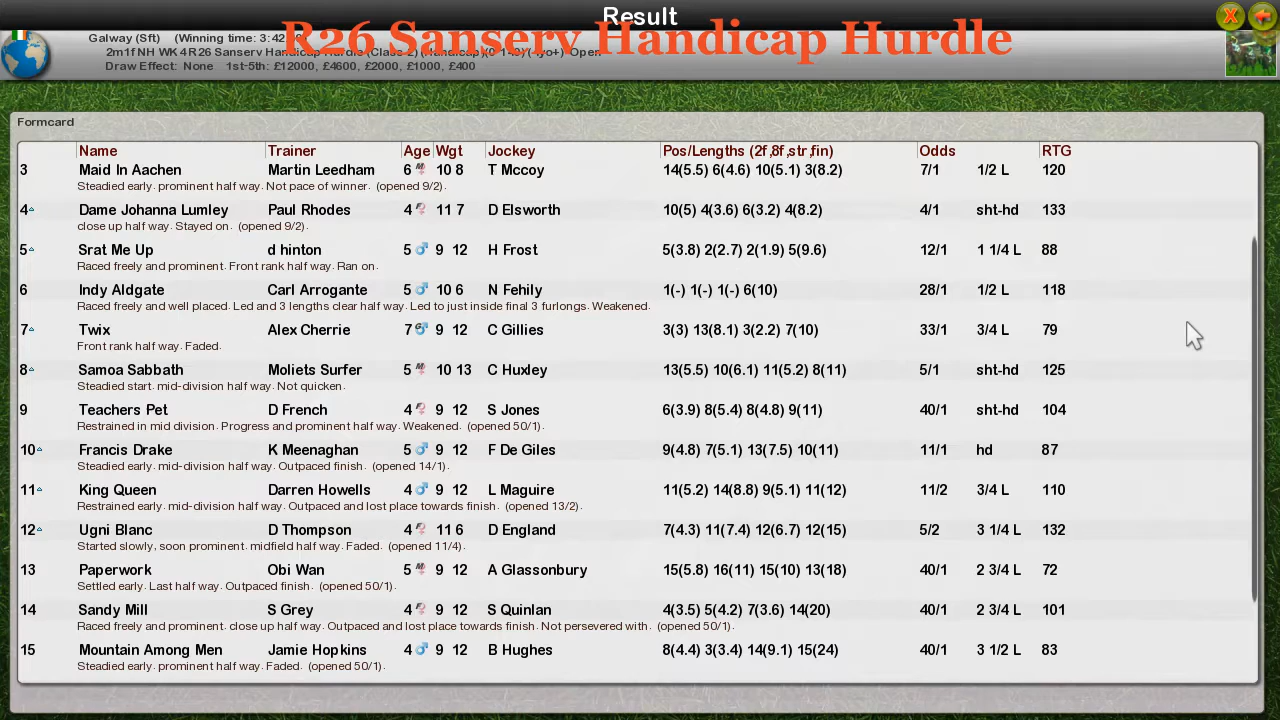 Result
R26 Sanserv Handicap Hurdle
Galway (Sft) (Winning time: 3:42
2m1f NH WK 4 R26 Sanserv Handicap Hurdle (Class 2) (Handicap) (4yo+) Open
Draw Effect: None 1st-5th: £12000, £4600, £2000, £1000, £400
Formcard
Name Trainer Age Wgt Jockey Pos/Lengths (2f,8f,str,fin) Odds RTG
3 Maid In Aachen Martin Leedham 6 M 10 8 T Mccoy 14(5.5) 6(4.6) 10(5.1) 3(8.2) 7/1 1/2 L 120
Steadied early. prominent half way. Not pace of winner. (opened 9/2).
4 Dame Johanna Lumley Paul Rhodes 4 11 7 D Elsworth 10(5) 4(3.6) 6(3.2) 4(8.2) 4/1 sht-hd 133
close up half way. Stayed on. (opened 9/2).
5 Srat Me Up d hinton 5 9 12 H Frost 5(3.8) 2(2.7) 2(1.9) 5(9.6) 12/1 1 1/4 L 88
Raced freely and prominent. Front rank half way. Ran on.
6 Indy Aldgate Carl Arrogante 5 10 6 N Fehily 1(-) 1(-) 1(-) 6(10) 28/1 1/2 L 118
Raced freely and well placed. Led and 3 lengths clear half way. Led to just inside final 3 furlongs. Weakened.
7 Twix Alex Cherrie 7 G 9 12 C Gillies 3(3) 13(8.1) 3(2.2) 7(10) 33/1 3/4 L 79
Front rank half way. Faded.
8 Samoa Sabbath Moliets Surfer 5 M 10 13 C Huxley 13(5.5) 10(6.1) 11(5.2) 8(11) 5/1 sht-hd 125
Steadied start. mid-division half way. Not quicken.
9 Teachers Pet D French 4 9 12 S Jones 6(3.9) 8(5.4) 8(4.8) 9(11) 40/1 sht-hd 104
Restrained in mid division. Progress and prominent half way. Weakened. (opened 50/1).
10 Francis Drake K Meenaghan 5 9 12 F De Giles 9(4.8) 7(5.1) 13(7.5) 10(11) 11/1 hd 87
Steadied early. mid-division half way. Outpaced finish. (opened 14/1).
11 King Queen Darren Howells 4 9 12 L Maguire 11(5.2) 14(8.8) 9(5.1) 11(12) 11/2 3/4 L 110
Restrained early. mid-division half way. Outpaced and lost place towards finish. (opened 13/2).
12 Ugni Blanc D Thompson 4 11 6 D England 7(4.3) 11(7.4) 12(6.7) 12(15) 5/2 3 1/4 L 132
Started slowly, soon prominent. midfield half way. Faded. (opened 11/4).
13 Paperwork Obi Wan 5 M 9 12 A Glassonbury 15(5.8) 16(11) 15(10) 13(18) 40/1 2 3/4 L 72
Settled early. Last half way. Outpaced finish. (opened 50/1).
14 Sandy Mill S Grey 4 9 12 S Quinlan 4(3.5) 5(4.2) 7(3.6) 14(20) 40/1 2 3/4 L 101
Raced freely and prominent. close up half way. Outpaced and lost place towards finish. Not persevered with. (opened 50/1).
15 Mountain Among Men Jamie Hopkins 4 9 12 B Hughes 8(4.4) 3(3.4) 14(9.1) 15(24) 40/1 3 1/2 L 83
Steadied early. prominent half way. Faded. (opened 50/1).